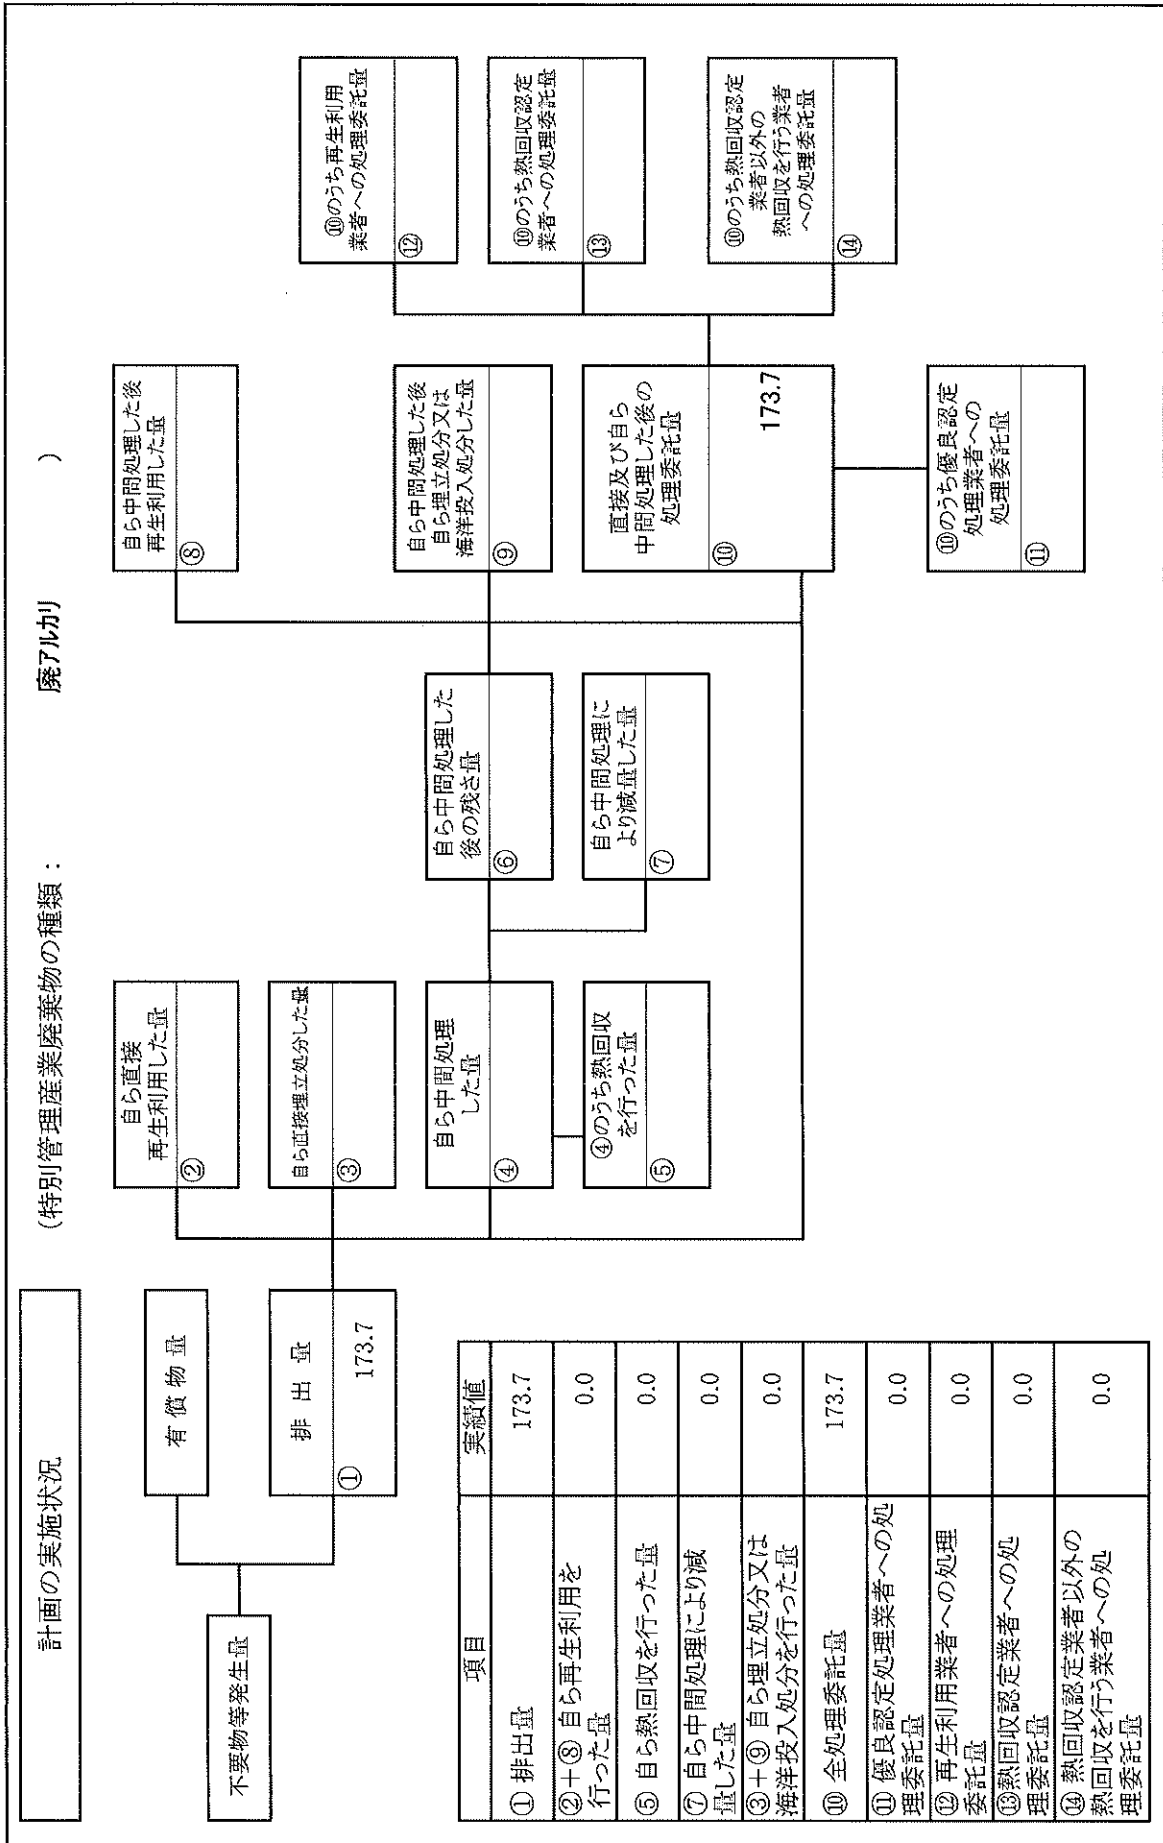 計画の実施状況
(特別管理産業廃棄物の種類： 廃アルカリ )
不要物等発生量
有 償 物 量
排 出 量
① 173.7
自ら直接
再生利用した量
②
自ら直接埋立処分した量
③
自ら中間処理
した量
④
④のうち熱回収
を行った量
⑤
自ら中間処理した
後の残さ量
⑥
自ら中間処理に
より減量した量
⑦
自ら中間処理した後
再生利用した量
⑧
自ら中間処理した後
自ら埋立処分又は
海洋投入処分した量
⑨
直接及び自ら
中間処理した後の
処理委託量
⑩ 173.7
⑩のうち優良認定
処理業者への
処理委託量
⑪
⑩のうち再生利用
業者への処理委託量
⑫
⑩のうち熱回収認定
業者への処理委託量
⑬
⑩のうち熱回収認定
業者以外の
熱回収を行う業者
への処理委託量
⑭
項目 実績値
① 排出量 173.7
②＋⑧ 自ら再生利用を
行った量 0.0
⑤ 自ら熱回収を行った量 0.0
⑦ 自ら中間処理により減
量した量 0.0
③＋⑨ 自ら埋立処分又は
海洋投入処分を行った量 0.0
⑩ 全処理委託量 173.7
⑪ 優良認定処理業者への処
理委託量 0.0
⑫ 再生利用業者への処理
委託量 0.0
⑬熱回収認定業者への処
理委託量 0.0
⑭ 熱回収認定業者以外の
熱回収を行う業者への処
理委託量 0.0